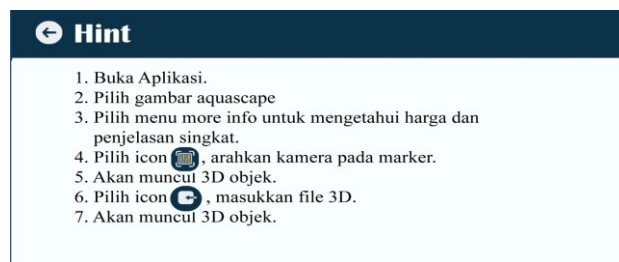 Hint
1. Buka Aplikasi.
2. Pilih gambar aquascape
3. Pilih menu more info untuk mengetahui harga dan
penjelasan singkat.
4. Pilih icon , arahkan kamera pada marker.
5. Akan muncul 3D objek.
6. Pilih icon , masukkan file 3D.
7. Akan muncul 3D objek.